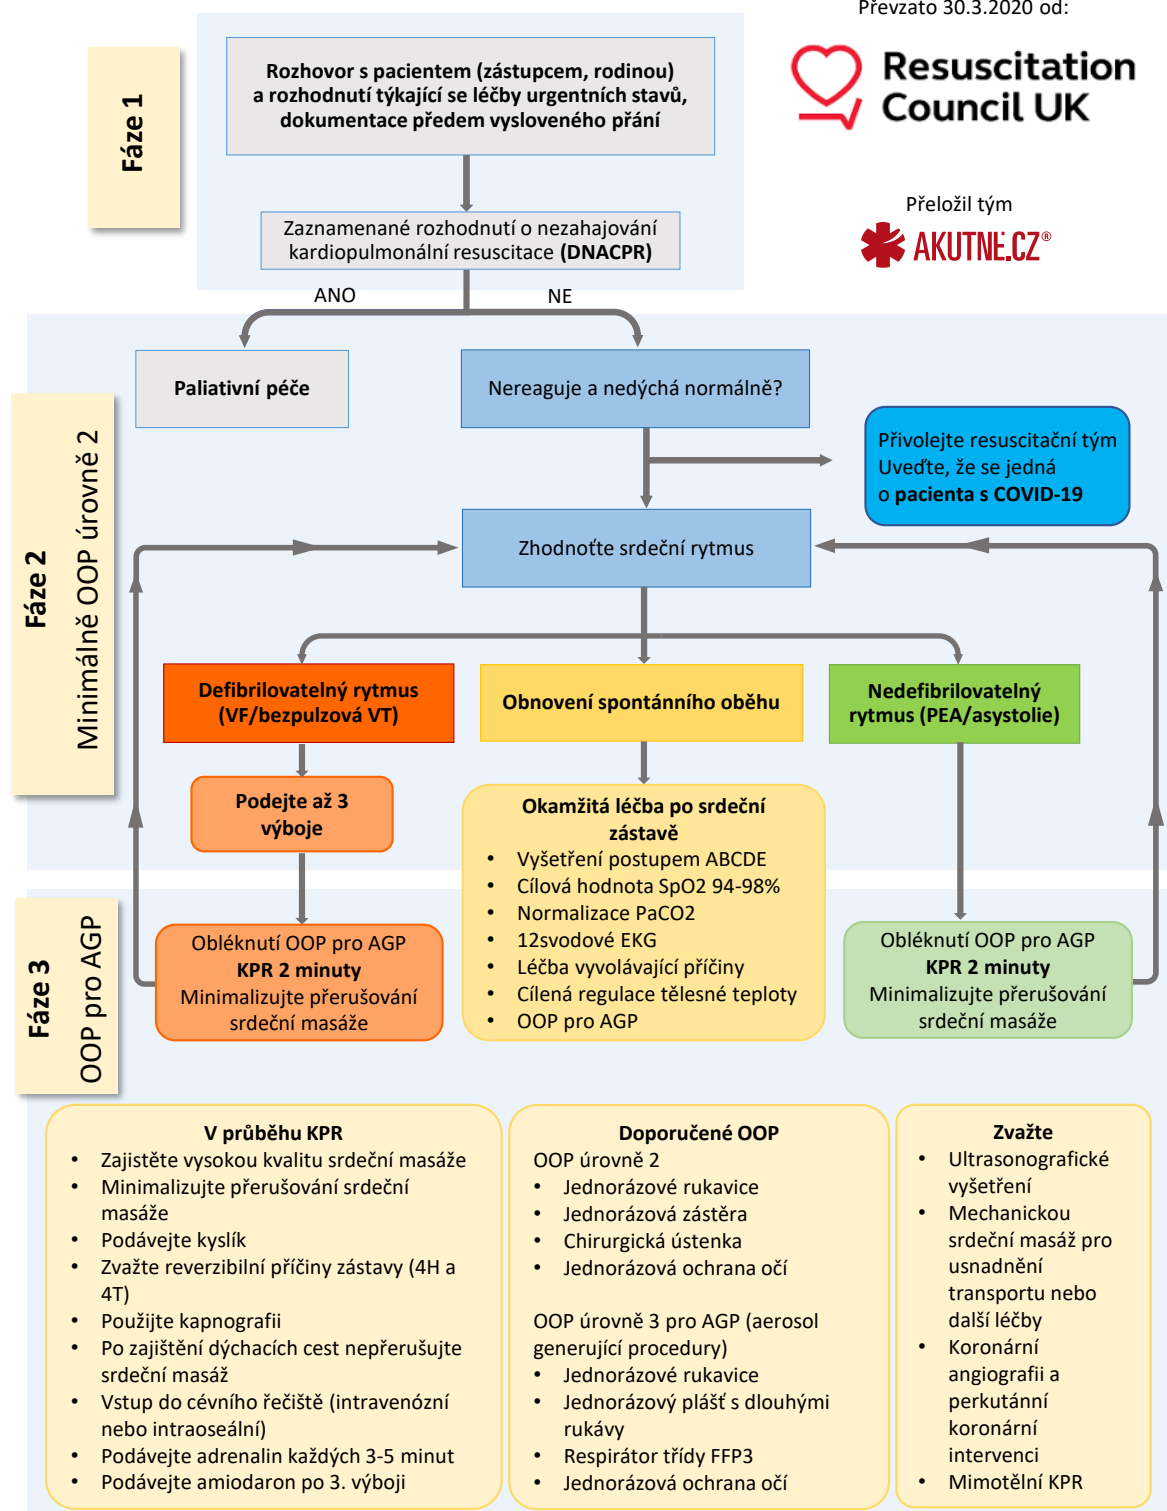 Převzato 30.3.2020 od:
Resuscitation
Council UK
Přeložil tým
AKUTNE.CZ®
Fáze 1
Rozhovor s pacientem (zástupcem, rodinou)
a rozhodnutí týkající se léčby urgentních stavů,
dokumentace předem vysloveného přání
Zaznamenané rozhodnutí o nezahajování
kardiopulmonální resuscitace (DNACPR)
ANO
NE
Fáze 2
Minimálně OOP úrovně 2
Paliativní péče
Nereaguje a nedýchá normálně?
Přivolejte resuscitační tým
Uveďte, že se jedná
o pacienta s COVID-19
Zhodnoťte srdeční rytmus
Defibrilovatelný rytmus
(VF/bezpulzová VT)
Obnovení spontánního oběhu
Nedefibrilovatelný
rytmus (PEA/asystolie)
Podejte až 3
výboje
Okamžitá léčba po srdeční
zástavě
• Vyšetření postupem ABCDE
• Cílová hodnota SpO2 94-98%
• Normalizace PaCO2
• 12svodové EKG
• Léčba vyvolávající příčiny
• Cílená regulace tělesné teploty
• OOP pro AGP
Fáze 3
OOP pro AGP
Obléknutí OOP pro AGP
KPR 2 minuty
Minimalizujte přerušování
srdeční masáže
Obléknutí OOP pro AGP
KPR 2 minuty
Minimalizujte přerušování
srdeční masáže
V průběhu KPR
• Zajistěte vysokou kvalitu srdeční masáže
• Minimalizujte přerušování srdeční
masáže
• Podávejte kyslík
• Zvažte reverzibilní příčiny zástavy (4H a
4T)
• Použijte kapnografii
• Po zajištění dýchacích cest nepřerušujte
srdeční masáž
• Vstup do cévního řečiště (intravenózní
nebo intraoseální)
• Podávejte adrenalin každých 3-5 minut
• Podávejte amiodaron po 3. výboji
Doporučené OOP
OOP úrovně 2
• Jednorázové rukavice
• Jednorázová zástěra
• Chirurgická ústenka
• Jednorázová ochrana očí
OOP úrovně 3 pro AGP (aerosol
generující procedury)
• Jednorázové rukavice
• Jednorázový plášť s dlouhými
rukávy
• Respirátor třídy FFP3
• Jednorázová ochrana očí
Zvažte
• Ultrasonografické
vyšetření
• Mechanickou
srdeční masáž pro
usnadnění
transportu nebo
další léčby
• Koronární
angiografii a
perkutánní
koronární
intervenci
• Mimotělní KPR